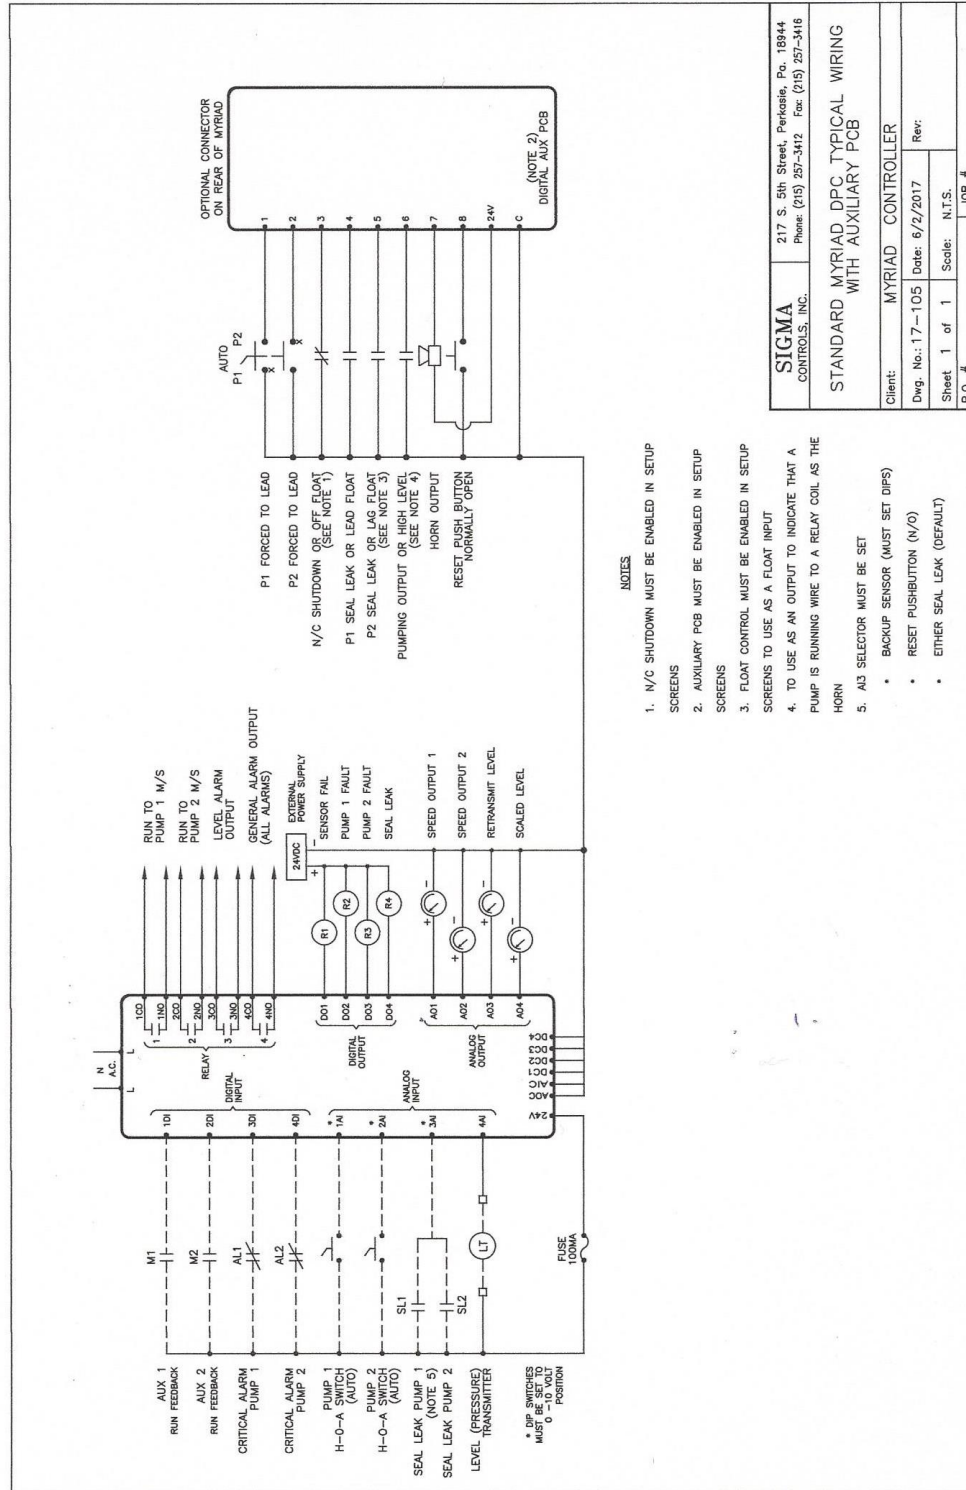 OPTIONAL CONNECTOR
ON REAR OF MYRIAD
1
2
3
4
5
6
7
8
24V
C
(NOTE 2)
DIGITAL AUX PCB
AUTO
P1
P2
X
X
P1 FORCED TO LEAD
P2 FORCED TO LEAD
N/C SHUTDOWN OR OFF FLOAT
(SEE NOTE 1)
P1 SEAL LEAK OR LEAD FLOAT
P2 SEAL LEAK OR LAG FLOAT
(SEE NOTE 3)
PUMPING OUTPUT OR HIGH LEVEL
(SEE NOTE 4)
HORN OUTPUT
RESET PUSH BUTTON
NORMALLY OPEN
RUN TO
PUMP 1 M/S
RUN TO
PUMP 2 M/S
LEVEL ALARM
OUTPUT
GENERAL ALARM OUTPUT
(ALL ALARMS)
EXTERNAL
POWER SUPPLY
24VDC
+
-
SENSOR FAIL
PUMP 1 FAULT
PUMP 2 FAULT
SEAL LEAK
R1
R2
R3
R4
SPEED OUTPUT 1
SPEED OUTPUT 2
RETRANSMIT LEVEL
SCALED LEVEL
+ -
+ -
+ -
+ -
L
N
A.C.
L
1CO
1
1NO
2CO
2
2NO
3CO
3
3NO
4CO
4
4NO
RELAY
DO1
DO2
DO3
DO4
DIGITAL
OUTPUT
AO1
AO2
AO3
AO4
ANALOG
OUTPUT
DIGITAL
INPUT
1DI
2DI
3DI
4DI
ANALOG
INPUT
* 1AI
* 2AI
* 3AI
4AI
24V
ADC
AIC
DC1
DC2
DC3
DC4
M1
M2
AL1
AL2
SL1
SL2
LT
FUSE
100MA
AUX 1
RUN FEEDBACK
AUX 2
RUN FEEDBACK
CRITICAL ALARM
PUMP 1
CRITICAL ALARM
PUMP 2
PUMP 1
H-O-A SWITCH
(AUTO)
PUMP 2
H-O-A SWITCH
(AUTO)
SEAL LEAK PUMP 1
(NOTE 5)
SEAL LEAK PUMP 2
LEVEL (PRESSURE)
TRANSMITTER
* DIP SWITCHES
MUST BE SET TO
0 -10 VOLT
POSITION
NOTES
1. N/C SHUTDOWN MUST BE ENABLED IN SETUP
SCREENS
2. AUXILIARY PCB MUST BE ENABLED IN SETUP
SCREENS
3. FLOAT CONTROL MUST BE ENABLED IN SETUP
SCREENS TO USE AS A FLOAT INPUT
4. TO USE AS AN OUTPUT TO INDICATE THAT A
PUMP IS RUNNING WIRE TO A RELAY COIL AS THE
HORN
5. AI3 SELECTOR MUST BE SET
• BACKUP SENSOR (MUST SET DIPS)
• RESET PUSHBUTTON (N/O)
• EITHER SEAL LEAK (DEFAULT)
SIGMA
CONTROLS, INC.
217 S. 5th Street, Perkasie, Pa. 18944
Phone: (215) 257-3412 Fax: (215) 257-3416
STANDARD MYRIAD DPC TYPICAL WIRING
WITH AUXILIARY PCB
Client: MYRIAD CONTROLLER
Dwg. No.: 17-105 Date: 6/2/2017 Rev:
Sheet 1 of 1 Scale: N.T.S.
P.O. # JOB #